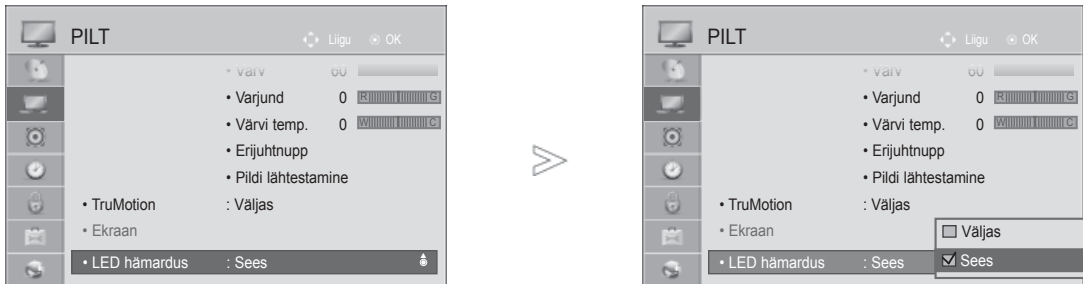 PILT
Liigu OK
• Värv 60
• Varjund 0 R G
• Värvi temp. 0 W C
• Erijuhtnupp
• Pildi lähtestamine
• TruMotion : Väljas
• Ekraan
• LED hämardus : Sees
PILT
Liigu OK
• Värv 60
• Varjund 0 R G
• Värvi temp. 0 W C
• Erijuhtnupp
• Pildi lähtestamine
• TruMotion : Väljas
• Ekraan
• LED hämardus : Sees
Väljas
Sees